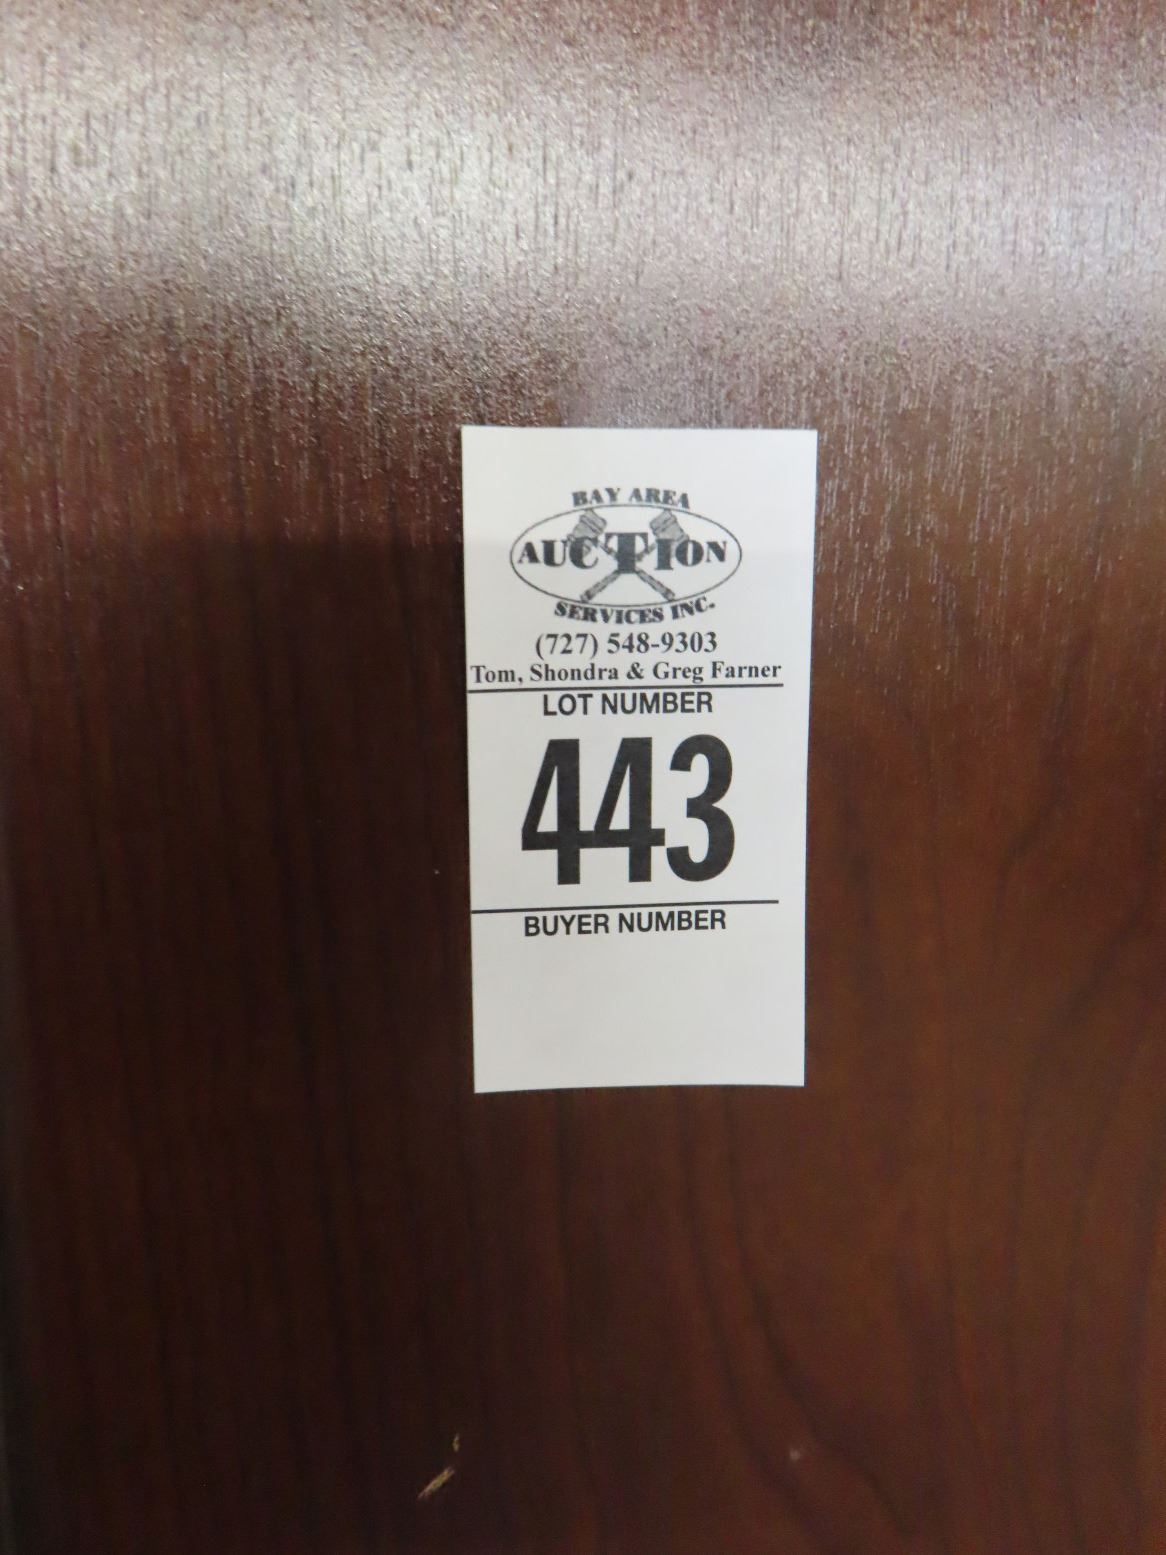 BAY AREA
AUCTION
SERVICES INC.
(727) 548-9303
Tom, Shondra & Greg Farner
LOT NUMBER
443
BUYER NUMBER